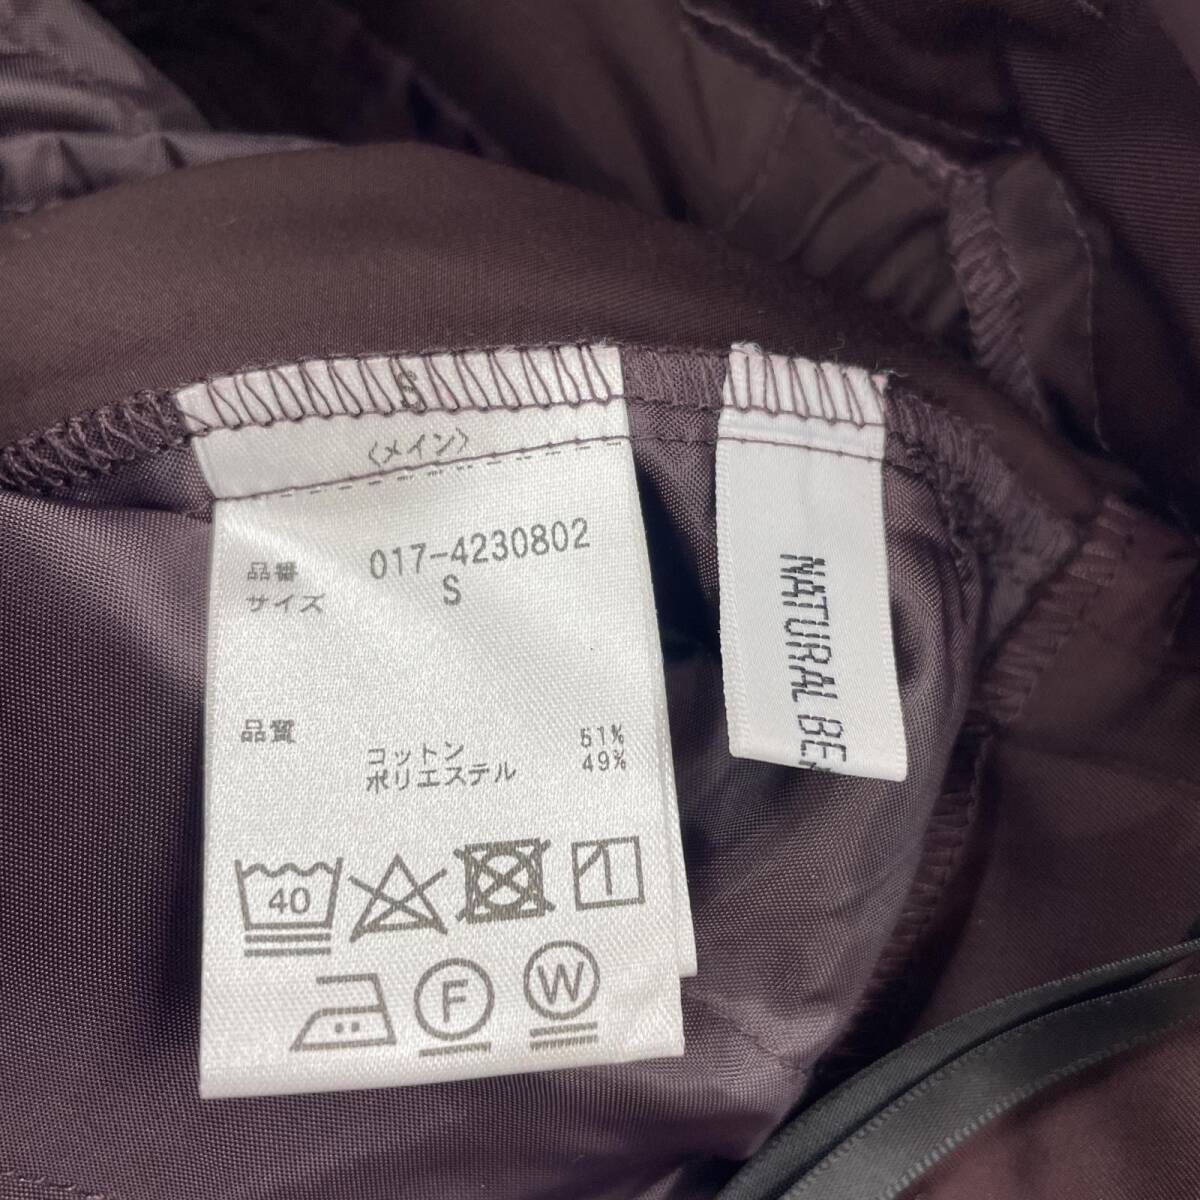 S
〈メイン〉
品番 017-4230802
サイズ S
品質
コットン 51%
ポリエステル 49%
40
F
W
NATURAL BE